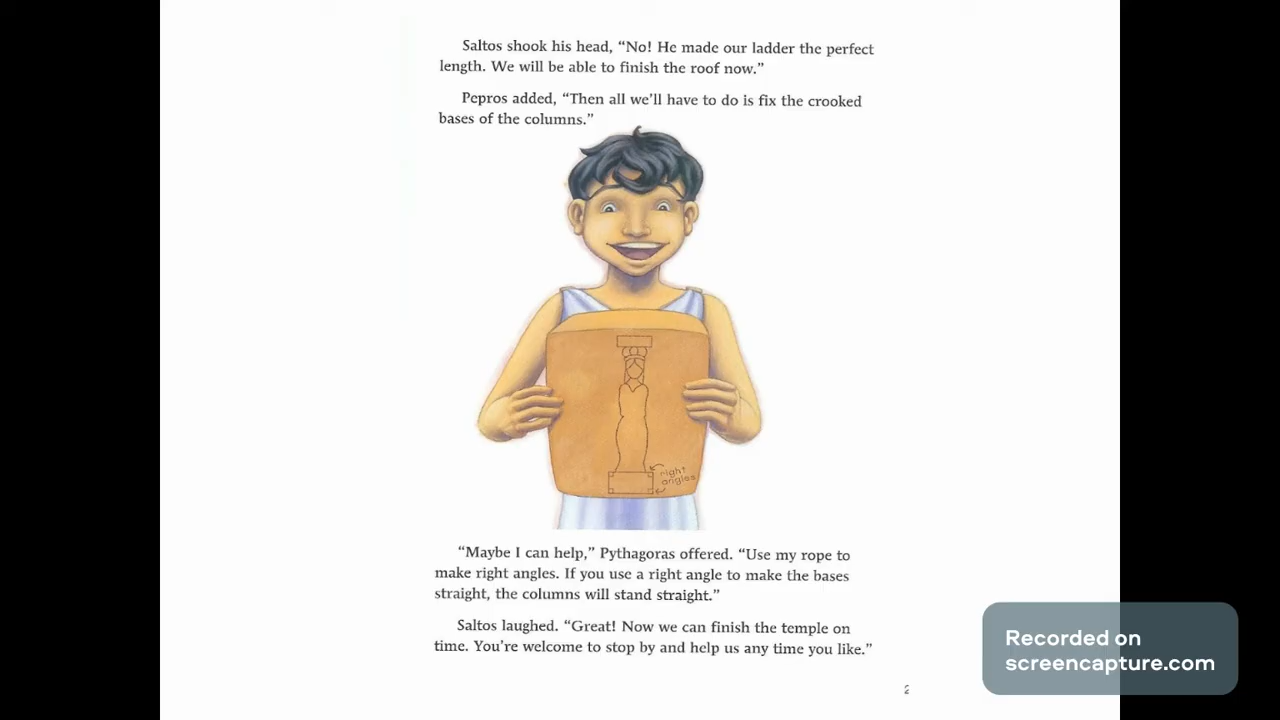 Saltos shook his head, “No! He made our ladder the perfect
length. We will be able to finish the roof now.”
Pepros added, “Then all we’ll have to do is fix the crooked
bases of the columns.”
right
angles
“Maybe I can help,” Pythagoras offered. “Use my rope to
make right angles. If you use a right angle to make the bases
straight, the columns will stand straight.”
Saltos laughed. “Great! Now we can finish the temple on
time. You’re welcome to stop by and help us any time you like.”
Recorded on
screencapture.com